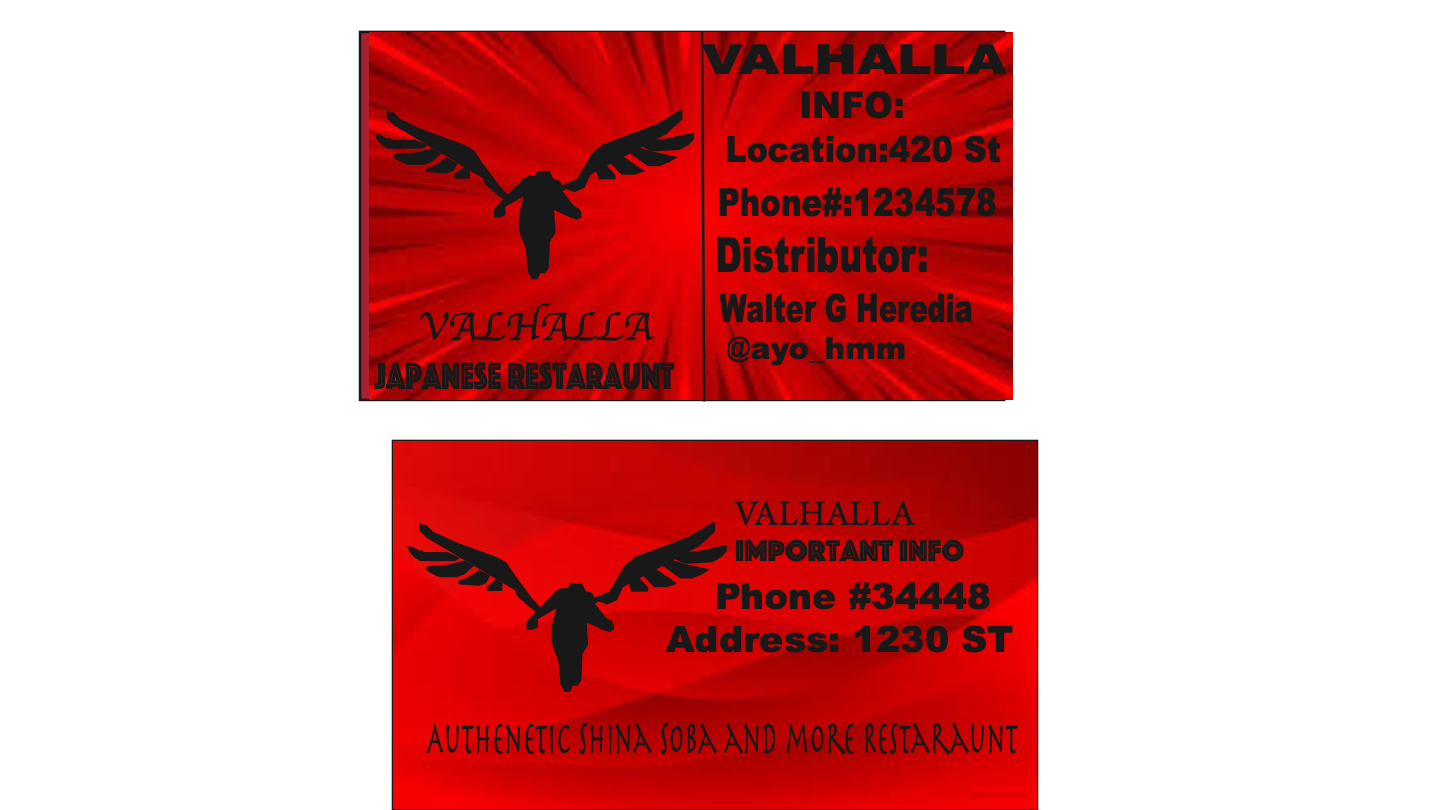 VALHALLA
JAPANESE RESTARAUNT
VALHALLA
INFO:
Location:420 St
Phone#:1234578
Distributor:
Walter G Heredia
@ayo_hmm
VALHALLA
IMPORTANT INFO
Phone #34448
Address: 1230 ST
AUTHENETIC SHINA SOBA AND MORE RESTARAUNT